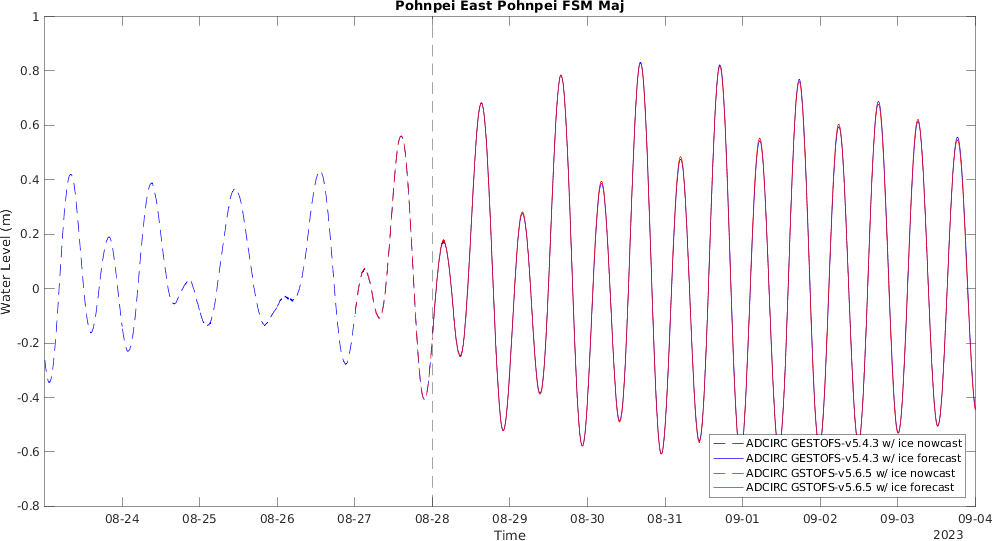 Pohnpei East Pohnpei FSM Maj
1
0.8
0.6
0.4
0.2
0
-0.2
-0.4
-0.6
-0.8
Water Level (m)
ADCIRC GESTOFS-v5.4.3 w/ ice nowcast
ADCIRC GESTOFS-v5.4.3 w/ ice forecast
ADCIRC GSTOFS-v5.6.5 w/ ice nowcast
ADCIRC GSTOFS-v5.6.5 w/ ice forecast
08-24 08-25 08-26 08-27 08-28 08-29 08-30 08-31 09-01 09-02 09-03 09-04
Time
2023